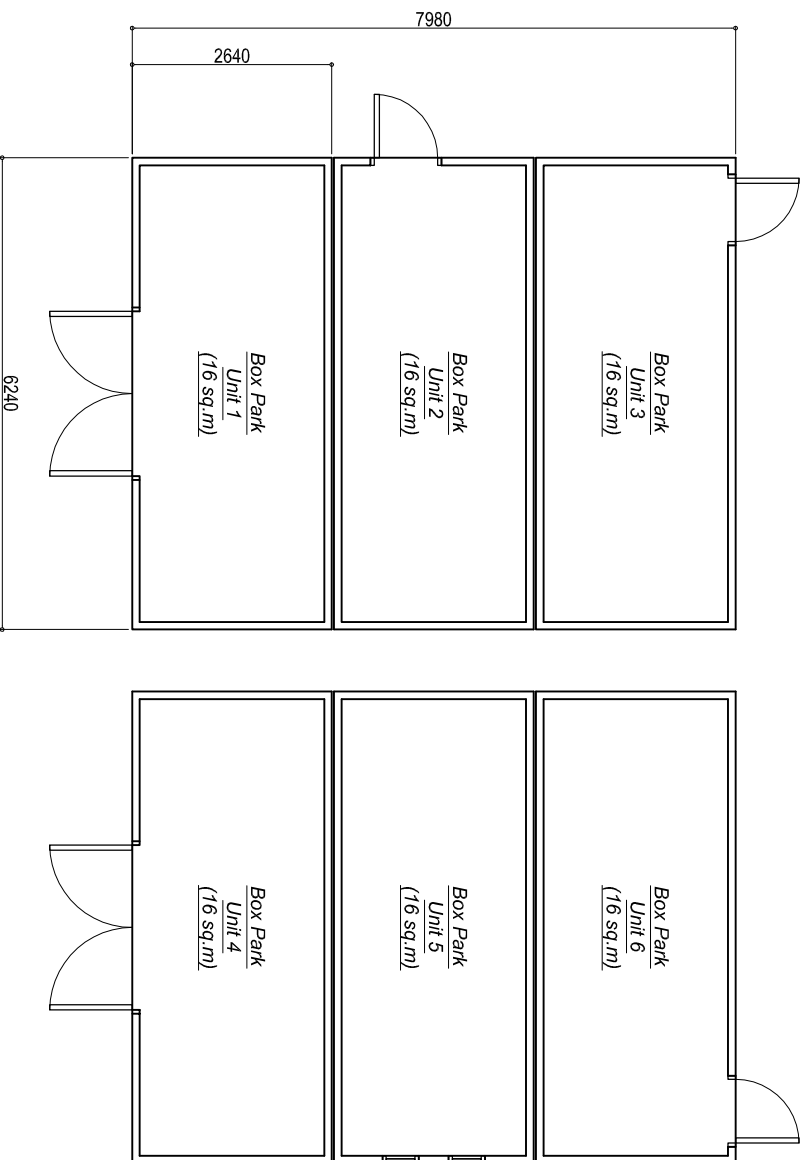 7980
2640
6240
Box Park
Unit 1
(16 sq.m)
Box Park
Unit 2
(16 sq.m)
Box Park
Unit 3
(16 sq.m)
Box Park
Unit 4
(16 sq.m)
Box Park
Unit 5
(16 sq.m)
Box Park
Unit 6
(16 sq.m)